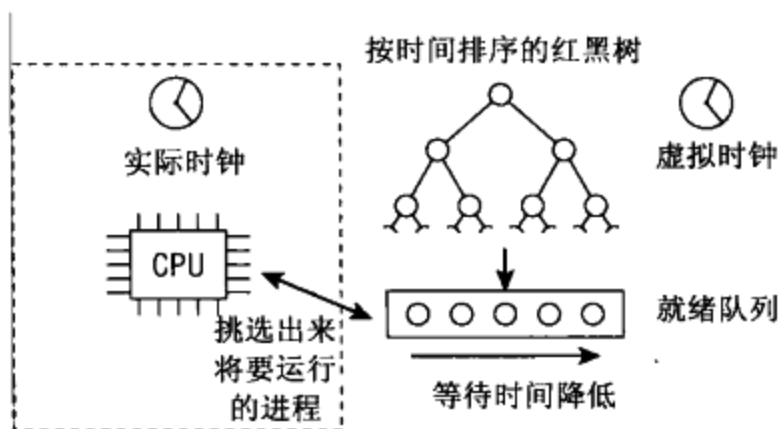 按时间排序的红黑树
实际时钟
虚拟时钟
CPU
就绪队列
挑选出来
将要运行
的进程
等待时间降低